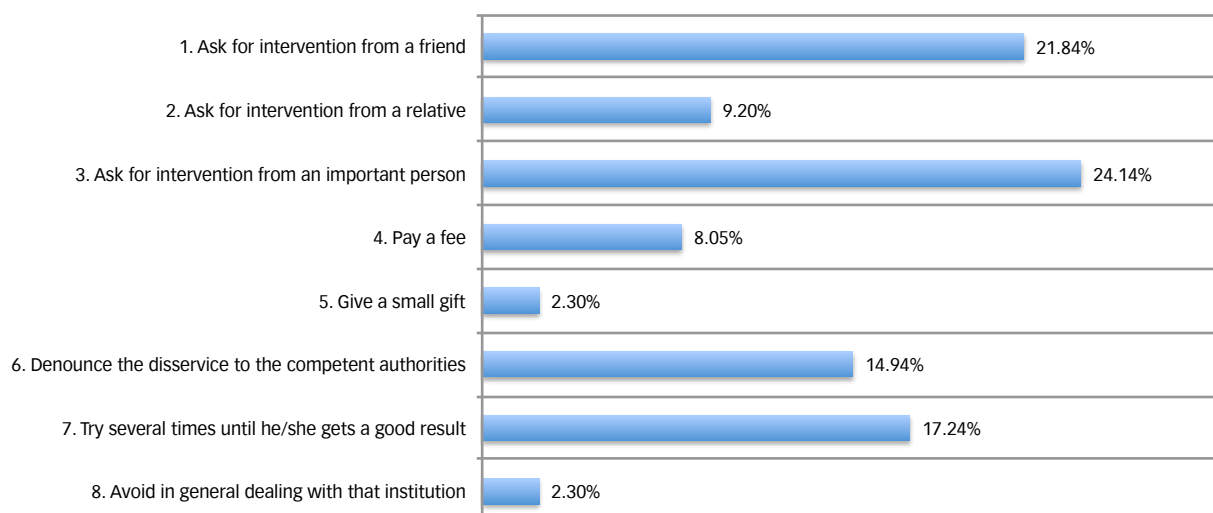 1. Ask for intervention from a friend 21.84%
2. Ask for intervention from a relative 9.20%
3. Ask for intervention from an important person 24.14%
4. Pay a fee 8.05%
5. Give a small gift 2.30%
6. Denounce the disservice to the competent authorities 14.94%
7. Try several times until he/she gets a good result 17.24%
8. Avoid in general dealing with that institution 2.30%